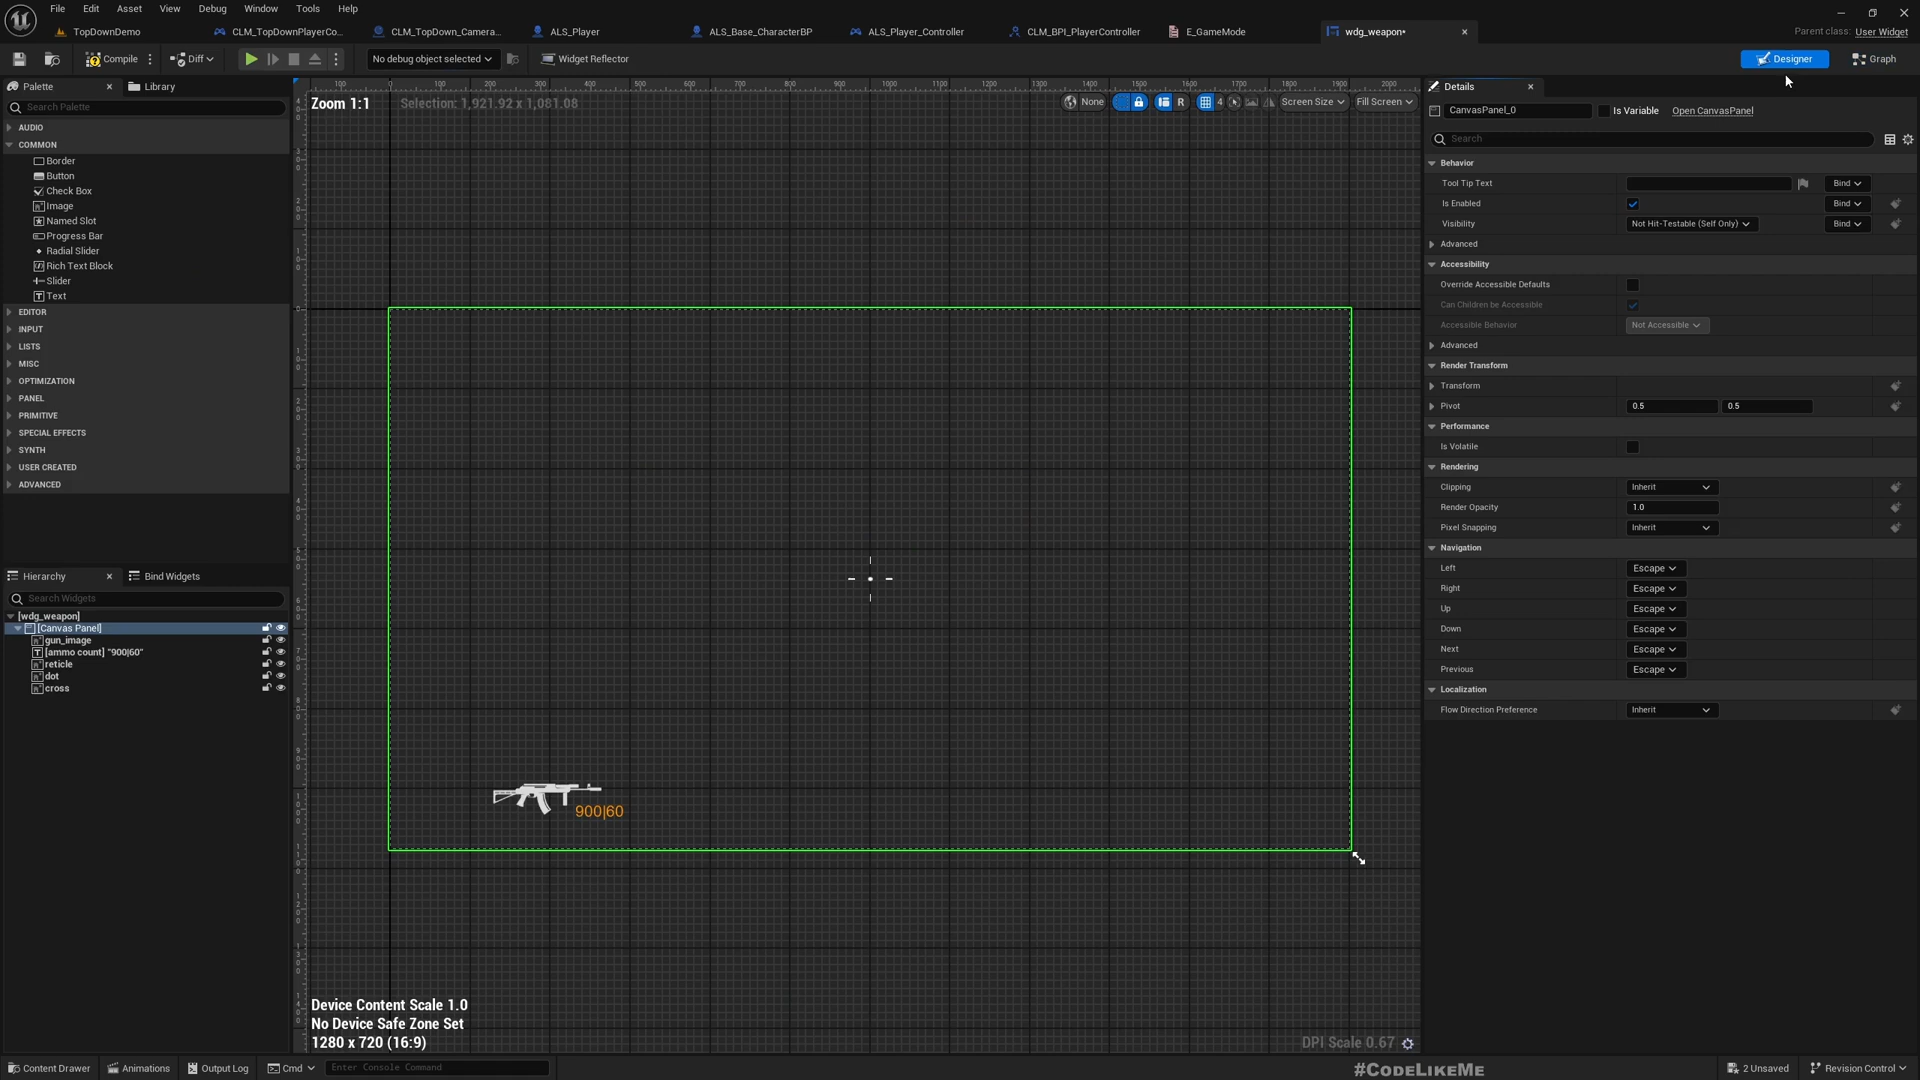 File Edit Asset View Debug Window Tools Help
TopDownDemo CLM_TopDownPlayerCo... CLM_TopDown_Camera... ALS_Player ALS_Base_CharacterBP ALS_Player_Controller CLM_BPI_PlayerController E_GameMode wdg_weapon•
Parent class: User Widget
Compile Diff No debug object selected Widget Reflector Designer Graph
Palette Library
Search Palette
AUDIO
COMMON
Border
Button
Check Box
Image
Named Slot
Progress Bar
Radial Slider
Rich Text Block
Slider
Text
EDITOR
INPUT
LISTS
MISC
OPTIMIZATION
PANEL
PRIMITIVE
SPECIAL EFFECTS
SYNTH
USER CREATED
ADVANCED
Hierarchy Bind Widgets
Search Widgets
[wdg_weapon]
[Canvas Panel]
gun_image
[ammo count] "900|60"
reticle
dot
cross
Zoom 1:1 Selection: 1,921.92 x 1,081.08
None R 4 Screen Size Fill Screen
900|60
Device Content Scale 1.0
No Device Safe Zone Set
1280 x 720 (16:9)
DPI Scale 0.67
Details
CanvasPanel_0 Is Variable Open CanvasPanel
Search
Behavior
Tool Tip Text Bind
Is Enabled Bind
Visibility Not Hit-Testable (Self Only) Bind
Advanced
Accessibility
Override Accessible Defaults
Can Children be Accessible
Accessible Behavior Not Accessible
Advanced
Render Transform
Transform
Pivot 0.5 0.5
Performance
Is Volatile
Rendering
Clipping Inherit
Render Opacity 1.0
Pixel Snapping Inherit
Navigation
Left Escape
Right Escape
Up Escape
Down Escape
Next Escape
Previous Escape
Localization
Flow Direction Preference Inherit
Content Drawer Animations Output Log Cmd Enter Console Command
#CODELIKEME
2 Unsaved Revision Control